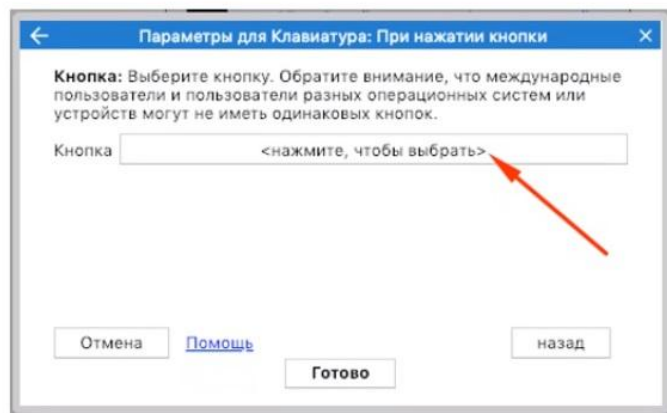 Параметры для Клавиатура: При нажатии кнопки
Кнопка: Выберите кнопку. Обратите внимание, что международные
пользователи и пользователи разных операционных систем или
устройств могут не иметь одинаковых кнопок.
Кнопка <нажмите, чтобы выбрать>
Отмена Помощь назад
Готово